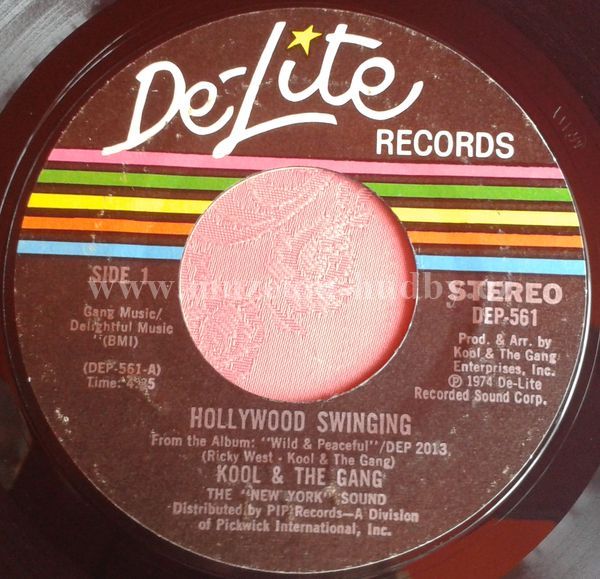 De-Lite
RECORDS
SIDE 1
STEREO
DEP-561
Gang Music/
Delightful Music
(BMI)
Prod. & Arr. by
Kool & The Gang
Enterprises, Inc.
(DEP-561-A)
Time:
℗ 1974 De-Lite
Recorded Sound Corp.
HOLLYWOOD SWINGING
From the Album: "Wild & Peaceful"/DEP 2013
(Ricky West - Kool & The Gang)
KOOL & THE GANG
THE "NEW YORK" SOUND
Distributed by PIP Records—A Division
of Pickwick International, Inc.